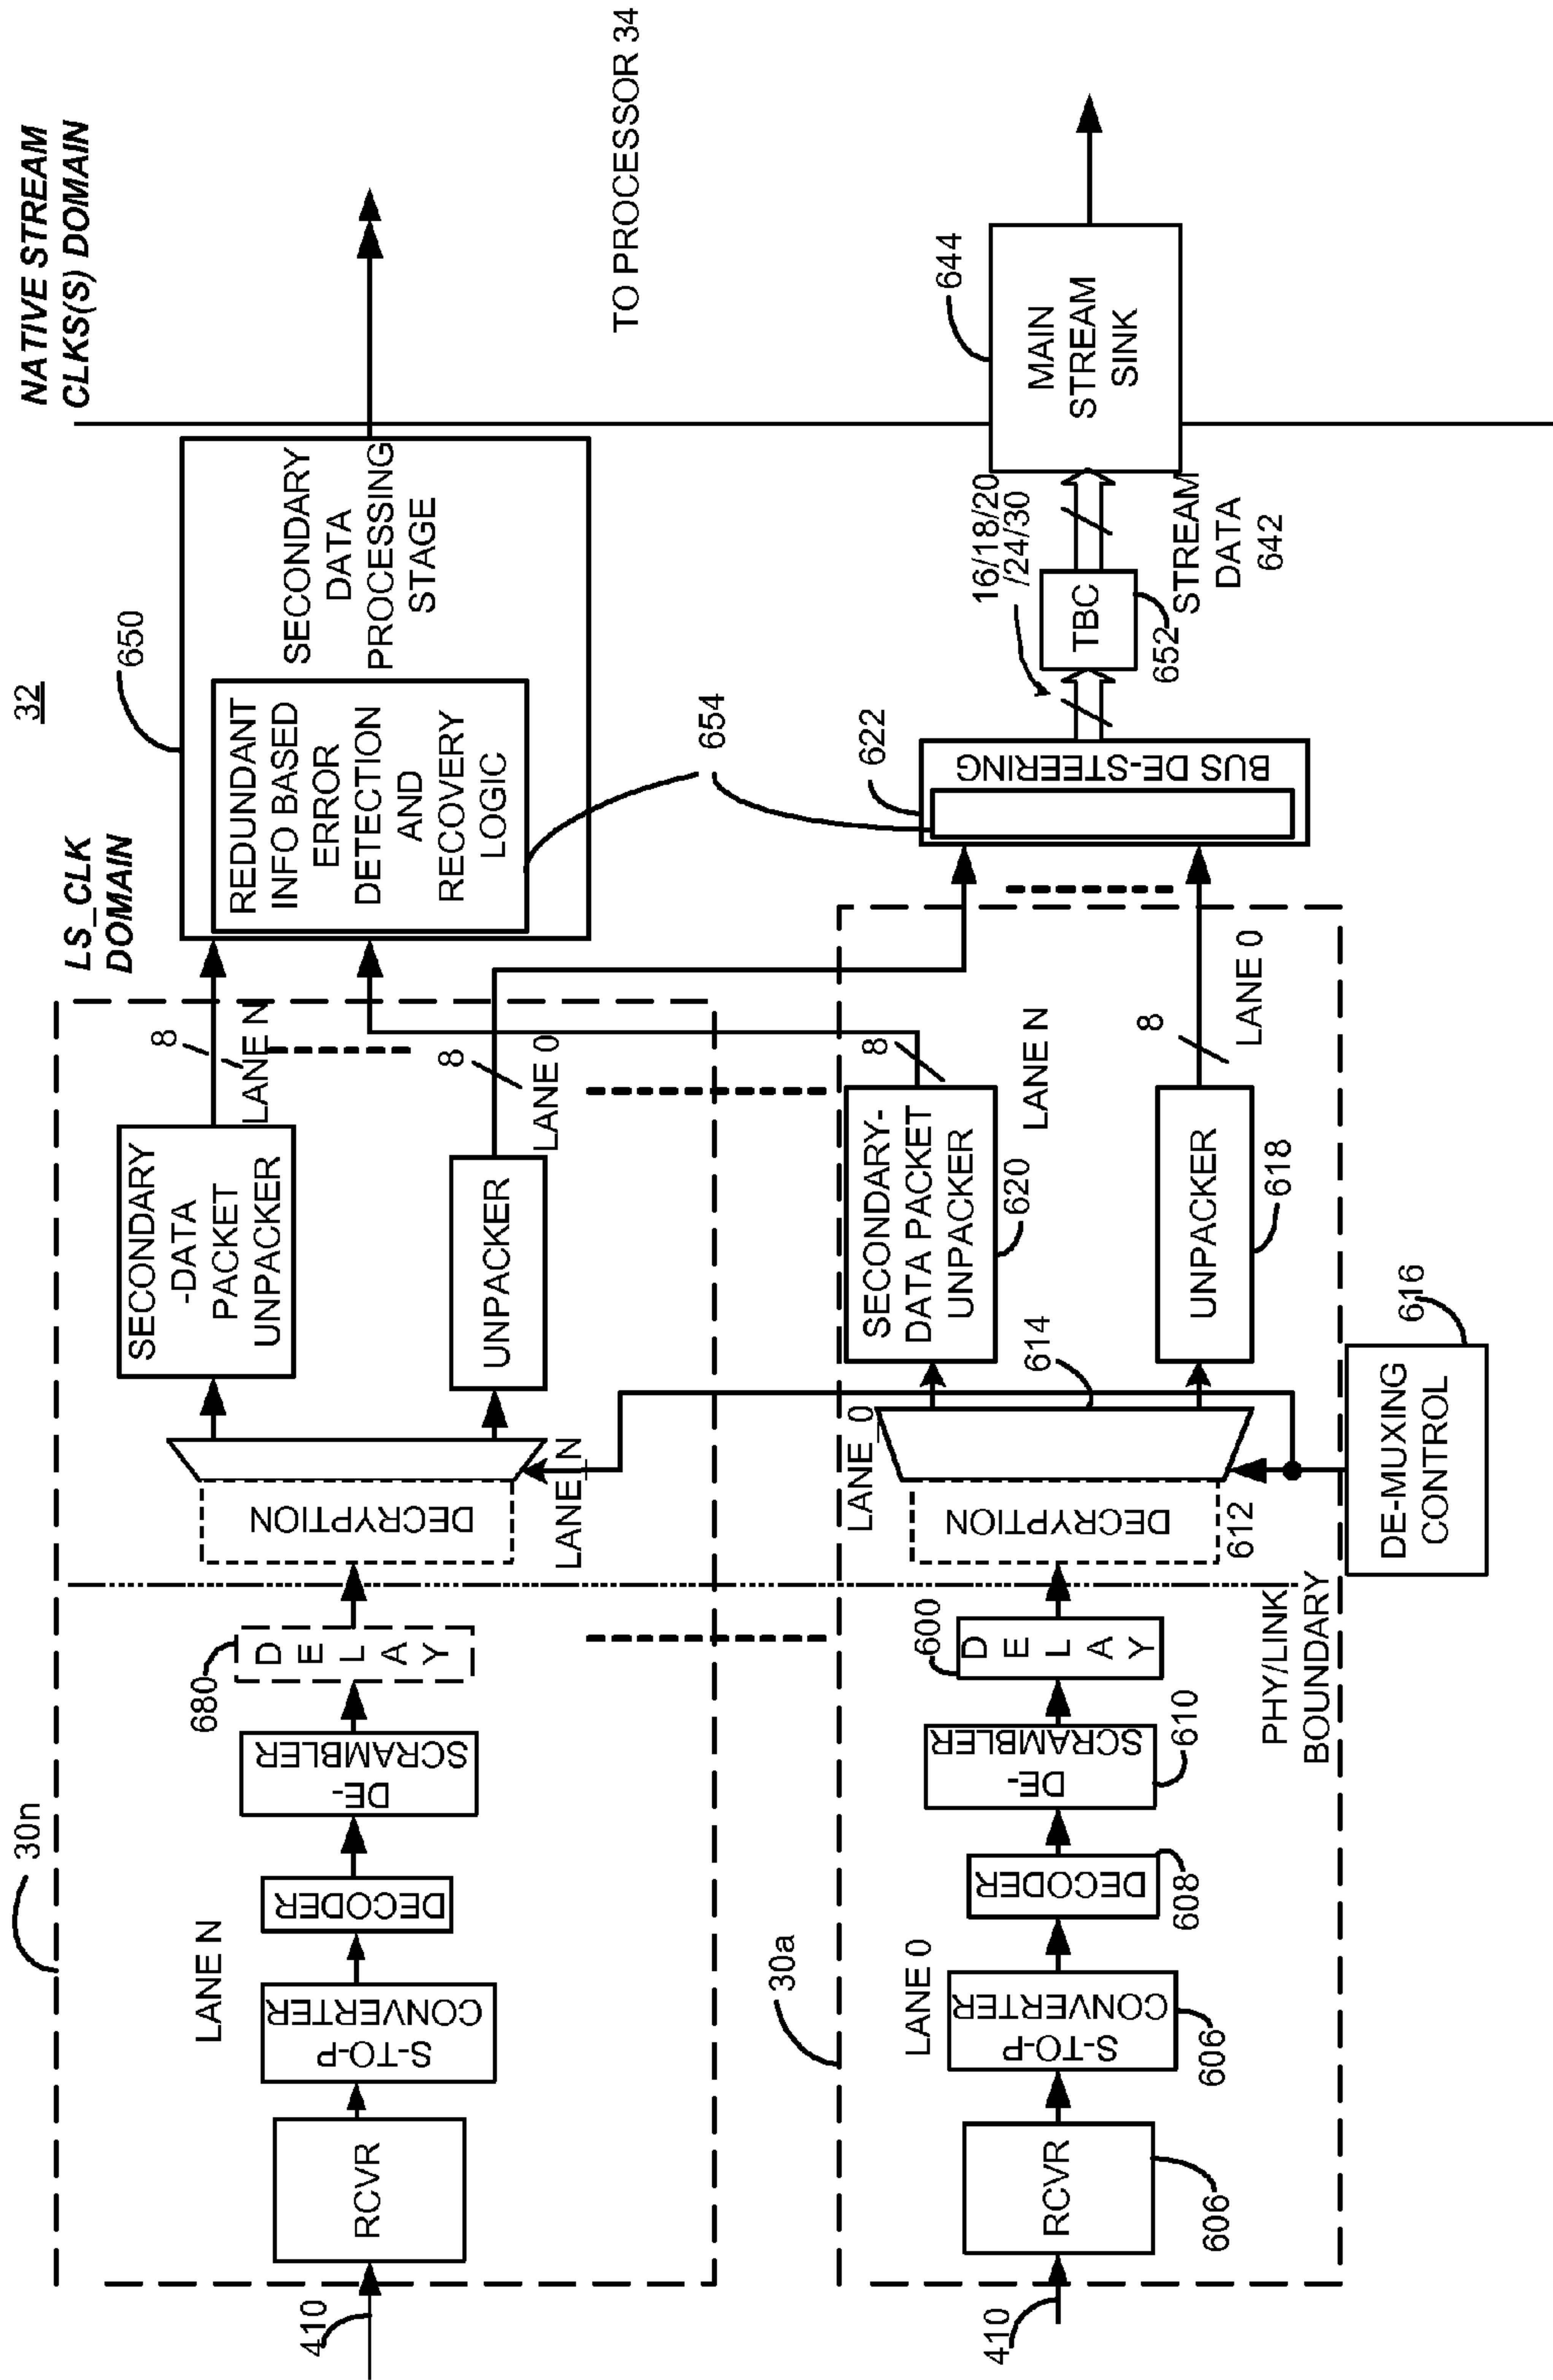 32
NATIVE STREAM
CLKS(S) DOMAIN
LS_CLK
DOMAIN
30n
LANE N
410
RCVR
S-TO-P
CONVERTER
DECODER
DE-
SCRAMBLER
680
DELAY
DECRYPTION
LANE_N
SECONDARY
-DATA
PACKET
UNPACKER
8
LANE N
UNPACKER
8
LANE 0
650
REDUNDANT
INFO BASED
ERROR
DETECTION
AND
RECOVERY
LOGIC
SECONDARY
DATA
PROCESSING
STAGE
654
TO PROCESSOR 34
30a
LANE 0
410
RCVR
606
S-TO-P
CONVERTER
606
DECODER
608
DE-
SCRAMBLER
610
600
DELAY
PHY/LINK
BOUNDARY
DECRYPTION
612
LANE_0
614
SECONDARY-
DATA PACKET
UNPACKER
620
8
LANE N
UNPACKER
618
8
LANE 0
DE-MUXING
CONTROL
616
622
BUS DE-STEERING
16/18/20
/24/30
TBC
652
STREAM
DATA
642
MAIN
STREAM
SINK
644